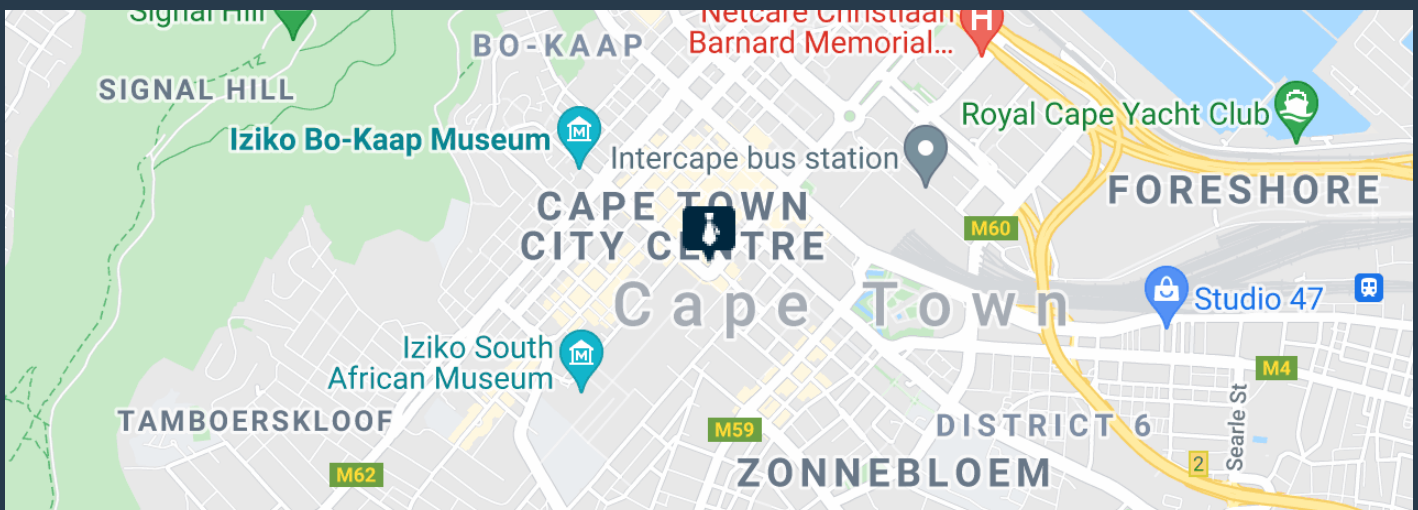 Signal Hill
Netcare Christiaan
Barnard Memorial...
H
BO-KAAP
SIGNAL HILL
Royal Cape Yacht Club
Iziko Bo-Kaap Museum
M
Intercape bus station
FORESHORE
CAPE TOWN
CITY CENTRE
M60
Cape Town
Studio 47
Iziko South
African Museum
M
M4
TAMBOERSKLOOF
M59
DISTRICT 6
Searle St
M62
ZONNEBLOEM
2